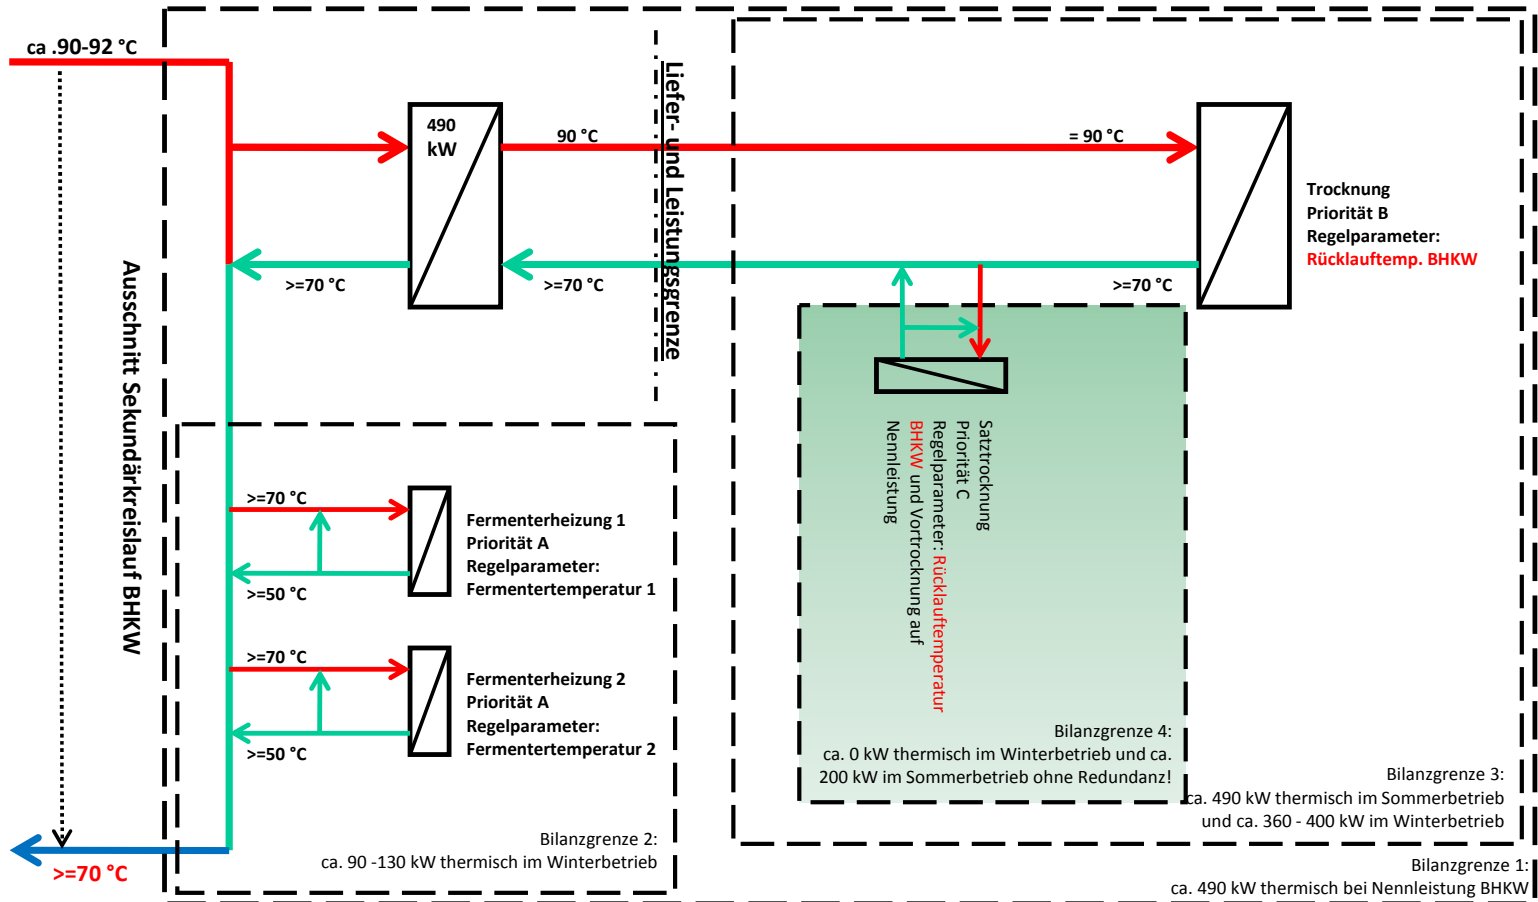 ca .90-92 °C
Ausschnitt Sekundärkreislauf BHKW
490
kW
90 °C
Liefer- und Leistungsgrenze
= 90 °C
Trocknung
Priorität B
Regelparameter:
Rücklauftemp. BHKW
>=70 °C
>=70 °C
>=70 °C
Satztrocknung
Priorität C
Regelparameter: Rücklauftemperatur
BHKW und Vortrocknung auf
Nennleistung
>=70 °C
Fermenterheizung 1
Priorität A
Regelparameter:
Fermentertemperatur 1
>=50 °C
>=70 °C
Fermenterheizung 2
Priorität A
Regelparameter:
Fermentertemperatur 2
>=50 °C
Bilanzgrenze 4:
ca. 0 kW thermisch im Winterbetrieb und ca.
200 kW im Sommerbetrieb ohne Redundanz!
Bilanzgrenze 3:
ca. 490 kW thermisch im Sommerbetrieb
und ca. 360 - 400 kW im Winterbetrieb
Bilanzgrenze 2:
ca. 90 -130 kW thermisch im Winterbetrieb
>=70 °C
Bilanzgrenze 1:
ca. 490 kW thermisch bei Nennleistung BHKW